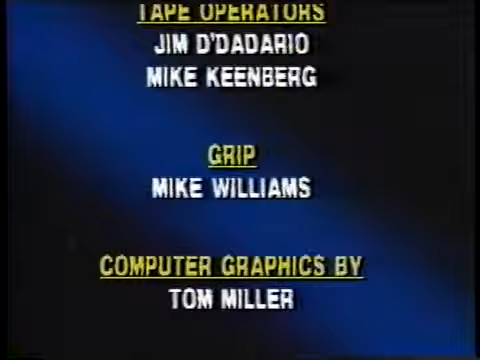 TAPE OPERATORS
JIM D'DADARIO
MIKE KEENBERG
GRIP
MIKE WILLIAMS
COMPUTER GRAPHICS BY
TOM MILLER